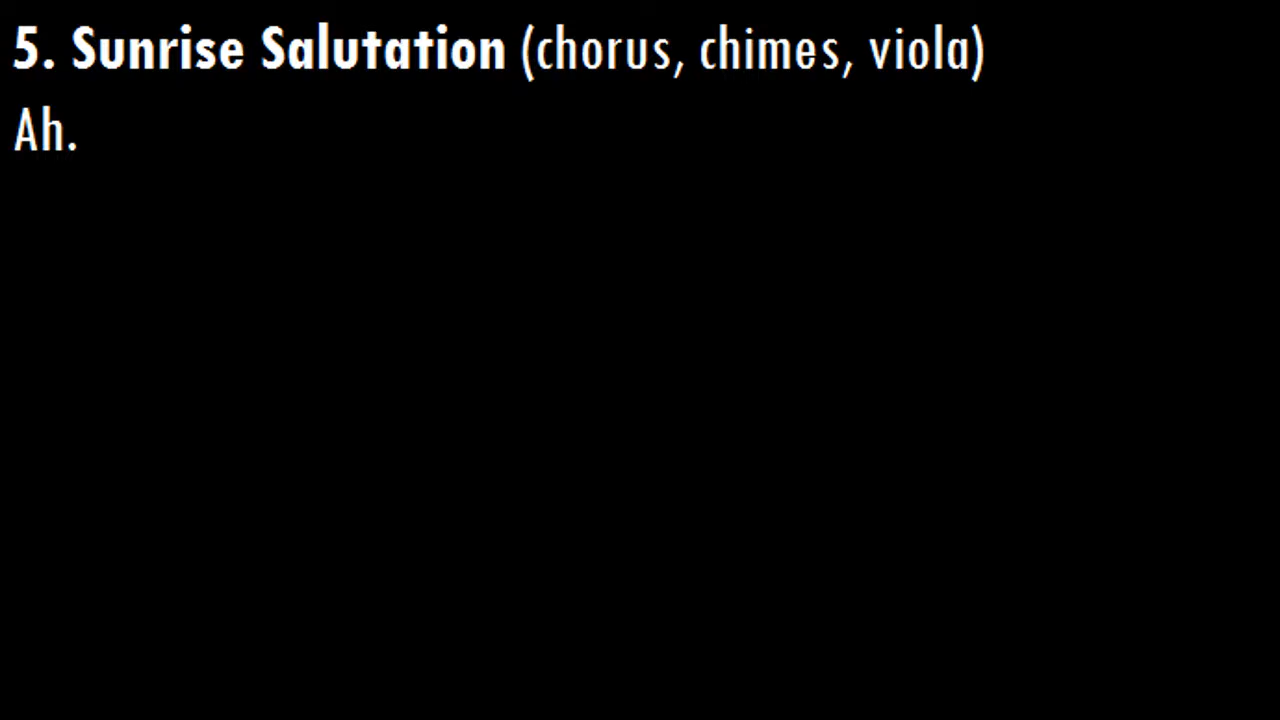 5. Sunrise Salutation (chorus, chimes, viola)
Ah.